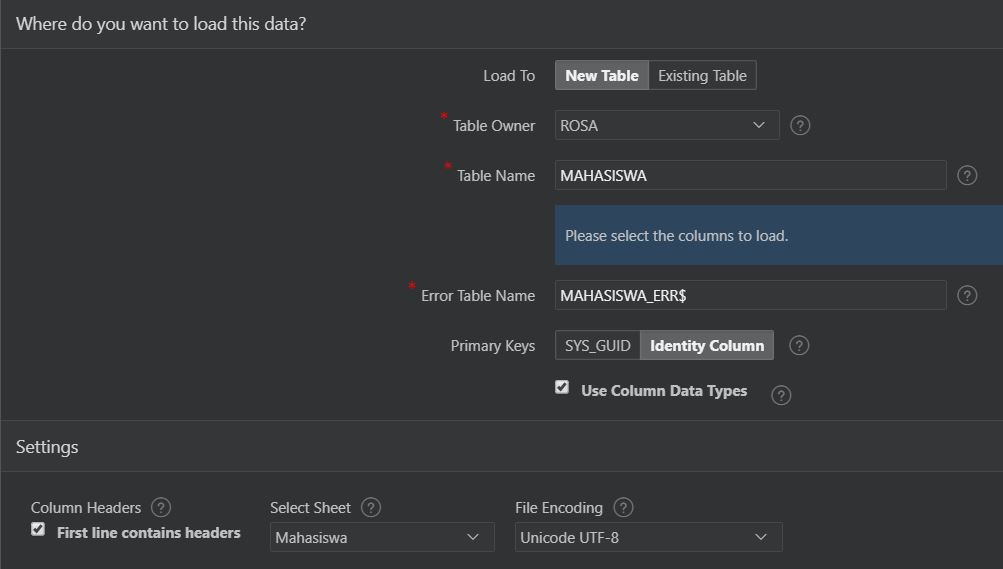 Where do you want to load this data?
Load To New Table Existing Table
* Table Owner ROSA ?
* Table Name MAHASISWA ?
Please select the columns to load.
* Error Table Name MAHASISWA_ERR$ ?
Primary Keys SYS_GUID Identity Column ?
Use Column Data Types ?
Settings
Column Headers ? Select Sheet ? File Encoding ?
First line contains headers Mahasiswa Unicode UTF-8